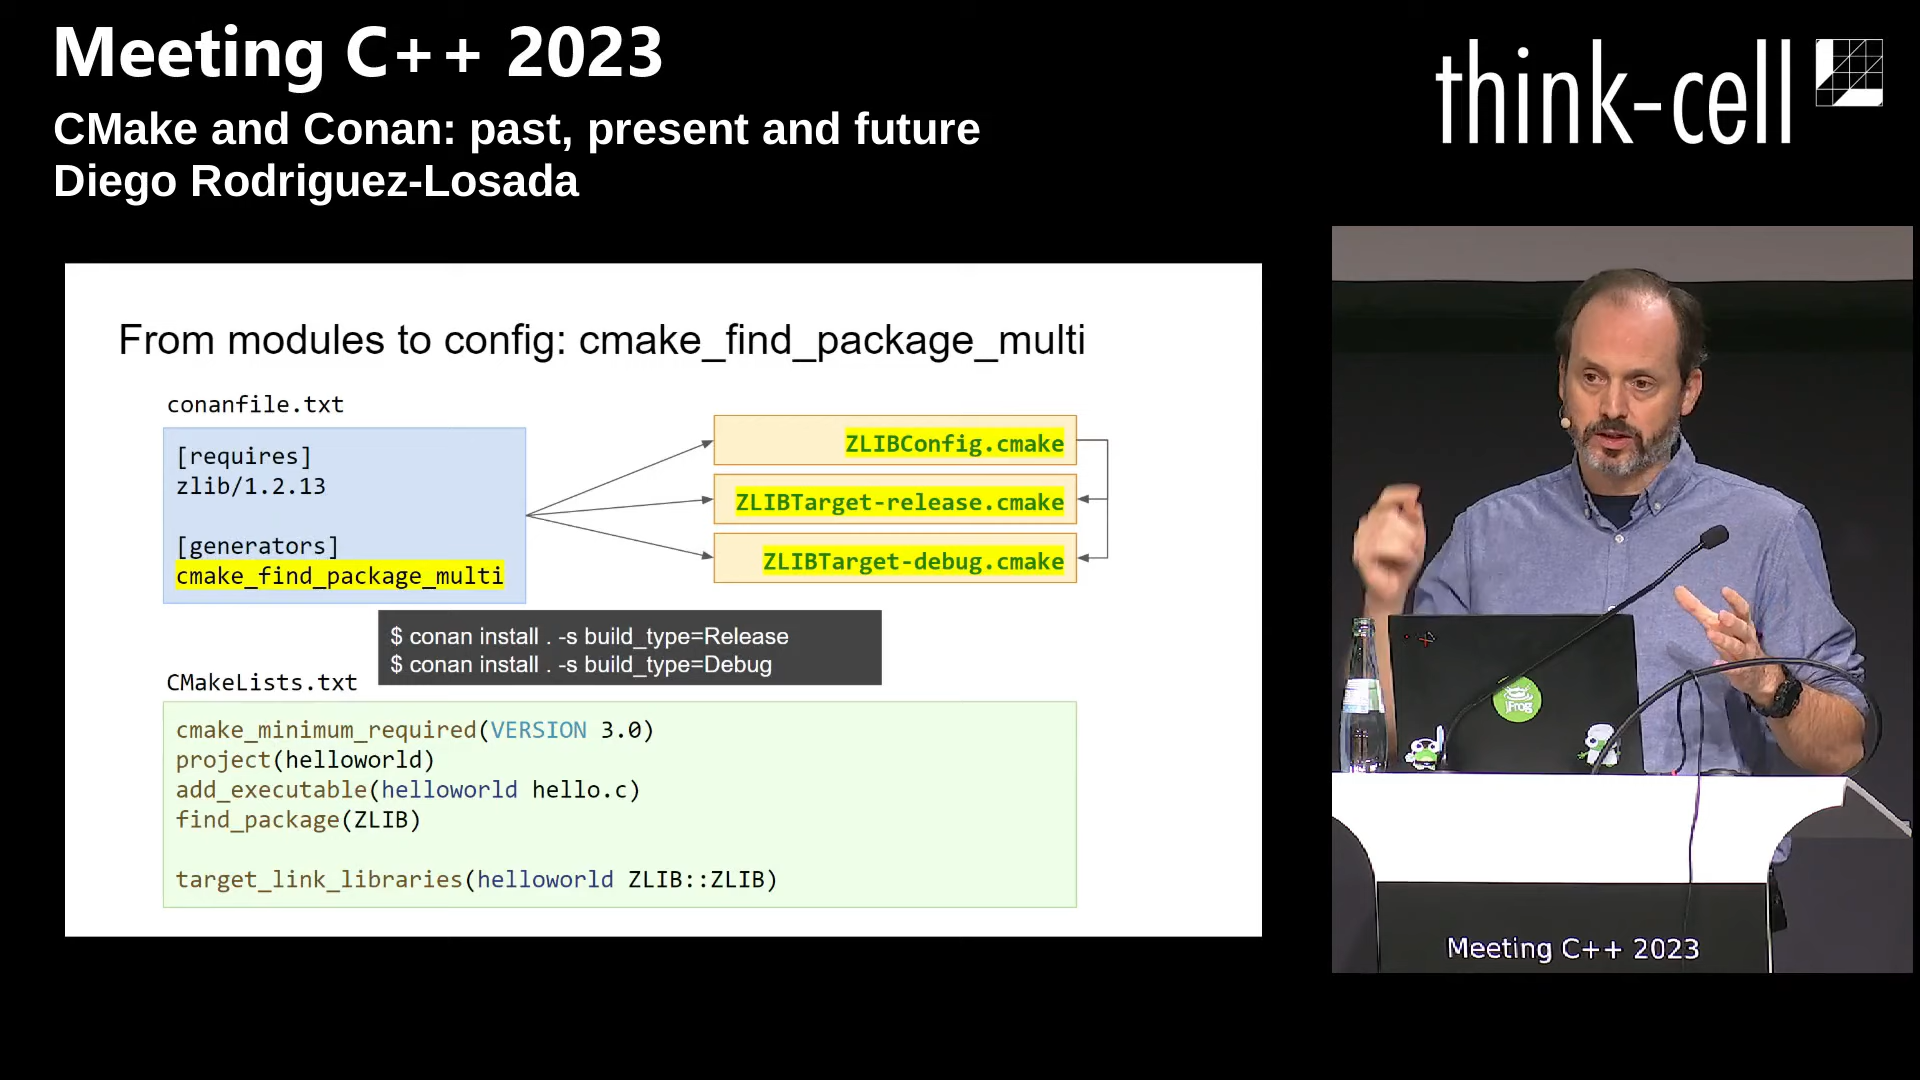 Meeting C++ 2023
CMake and Conan: past, present and future
Diego Rodriguez-Losada
think-cell
From modules to config: cmake_find_package_multi
conanfile.txt
[requires]
zlib/1.2.13
[generators]
cmake_find_package_multi
ZLIBConfig.cmake
ZLIBTarget-release.cmake
ZLIBTarget-debug.cmake
$ conan install . -s build_type=Release
$ conan install . -s build_type=Debug
CMakeLists.txt
cmake_minimum_required(VERSION 3.0)
project(helloworld)
add_executable(helloworld hello.c)
find_package(ZLIB)
target_link_libraries(helloworld ZLIB::ZLIB)
jFrog
Meeting C++ 2023